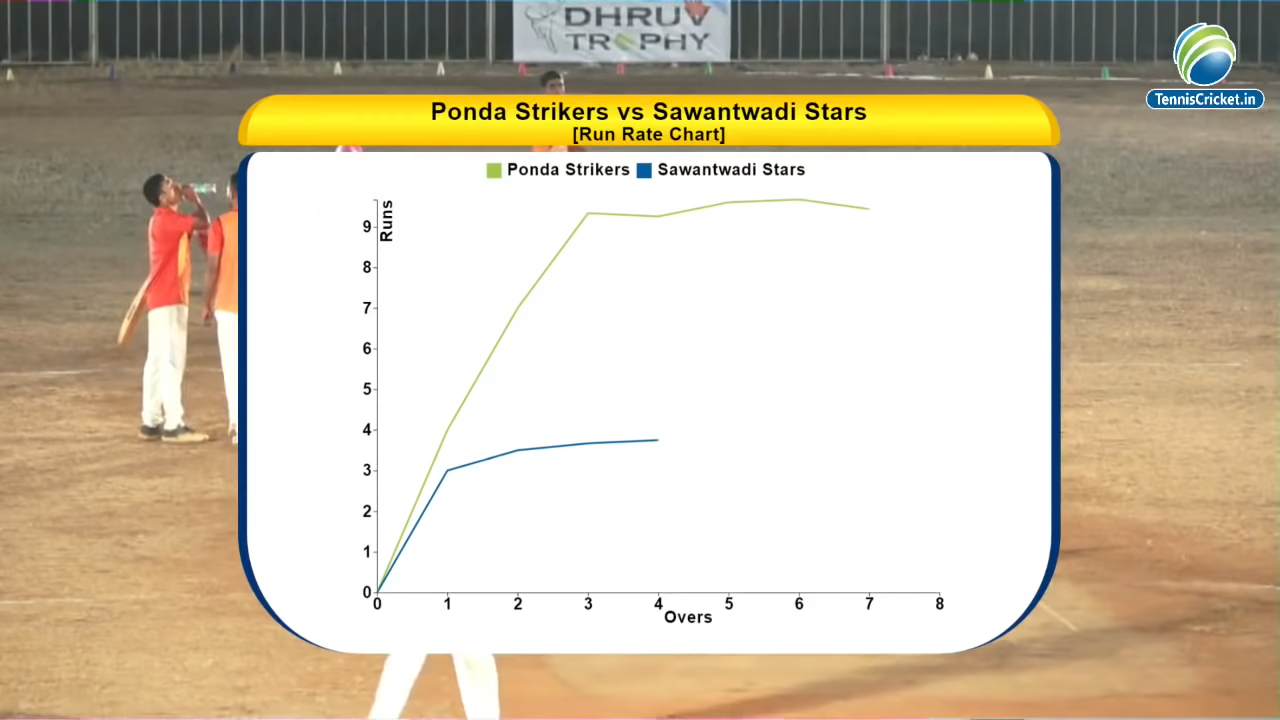 DHRUV
TROPHY
TennisCricket.in
Ponda Strikers vs Sawantwadi Stars
[Run Rate Chart]
Ponda Strikers Sawantwadi Stars
Runs
9
8
7
6
5
4
3
2
1
0
0 1 2 3 4 5 6 7 8
Overs